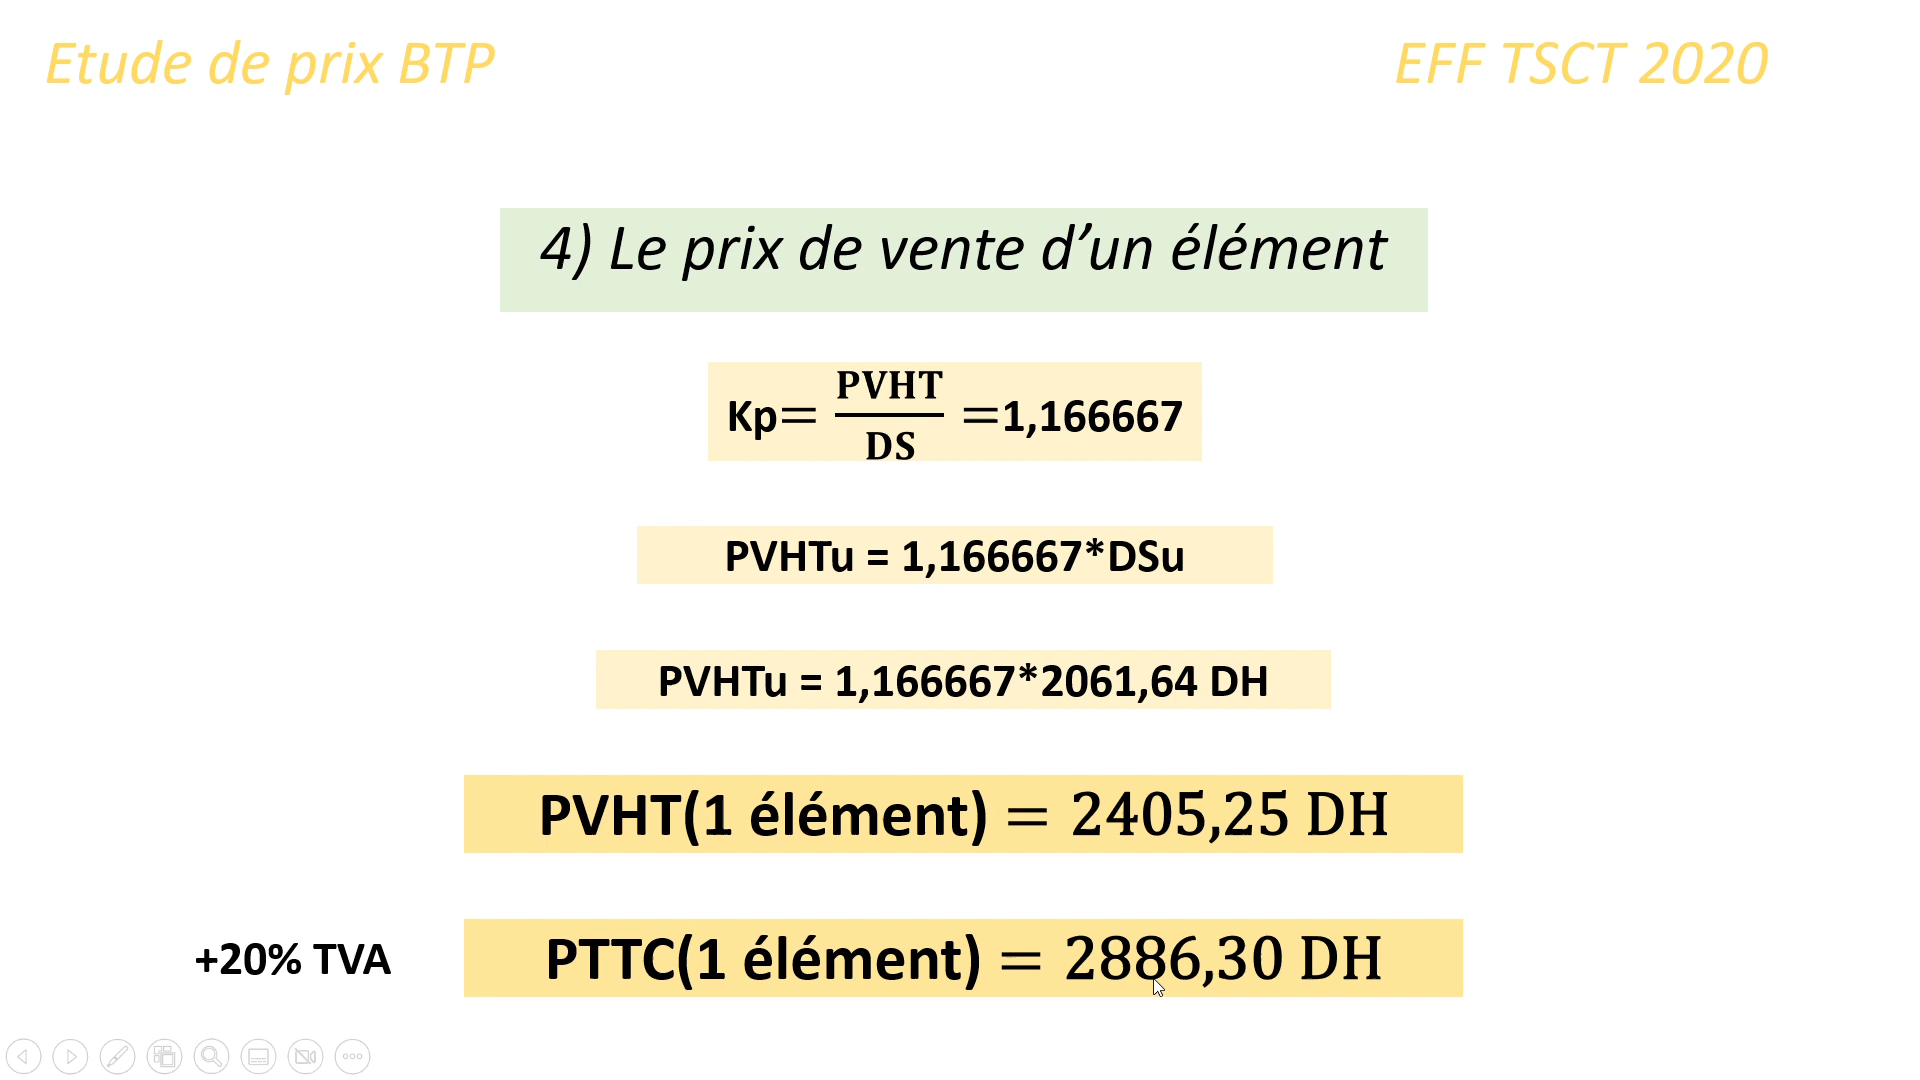 Etude de prix BTP
EFF TSCT 2020
4) Le prix de vente d’un élément
Kp= PVHT/DS =1,166667
PVHTu = 1,166667*DSu
PVHTu = 1,166667*2061,64 DH
PVHT(1 élément) = 2405,25 DH
+20% TVA
PTTC(1 élément) = 2886,30 DH